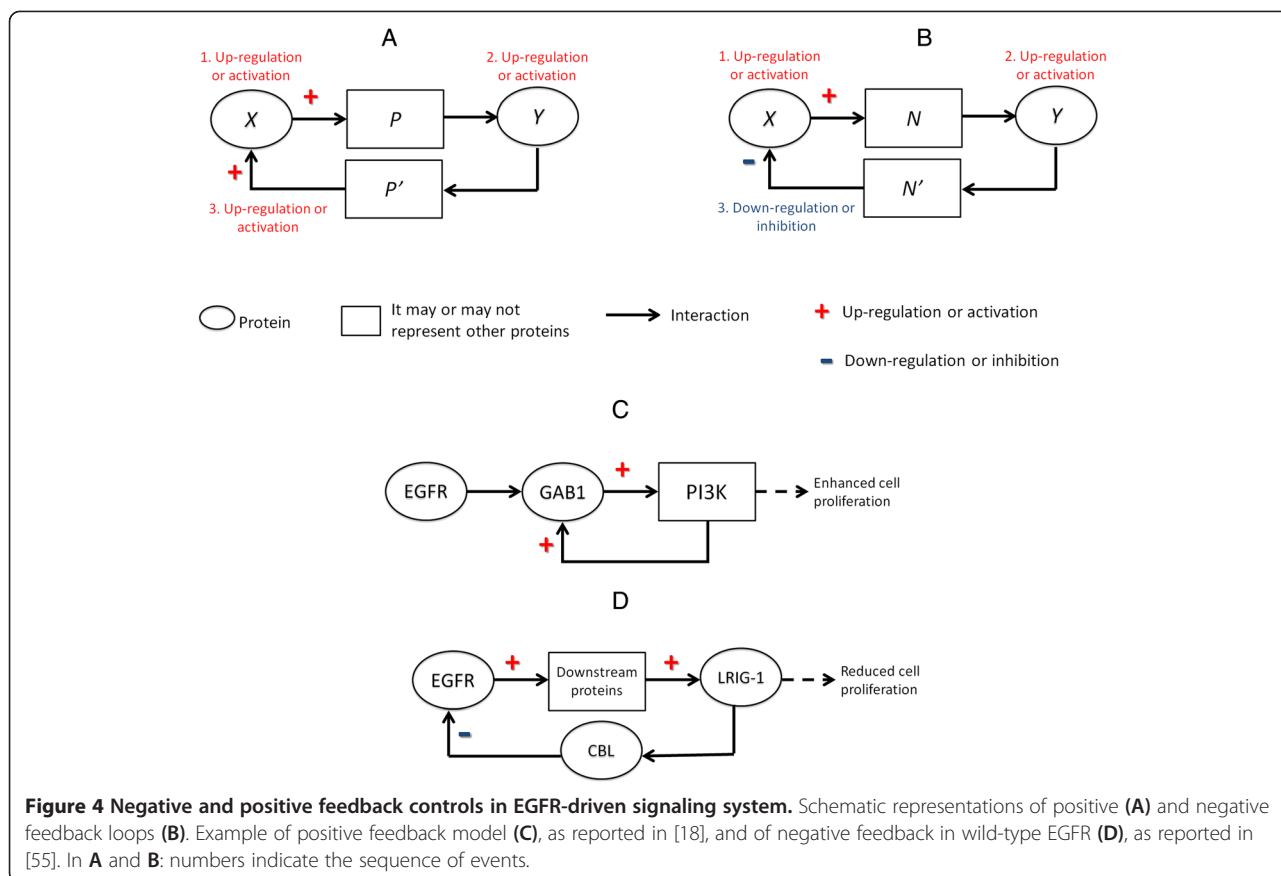 A
1. Up-regulation
or activation
2. Up-regulation
or activation
+
X
P
Y
+
P'
3. Up-regulation or
activation
B
1. Up-regulation
or activation
2. Up-regulation
or activation
+
X
N
Y
-
N'
3. Down-regulation or
inhibition
Protein
It may or may not
represent other proteins
Interaction
+ Up-regulation or activation
- Down-regulation or inhibition
C
EGFR
GAB1
+
PI3K
Enhanced cell
proliferation
+
D
EGFR
+
Downstream
proteins
+
LRIG-1
Reduced cell
proliferation
-
CBL
Figure 4 Negative and positive feedback controls in EGFR-driven signaling system. Schematic representations of positive (A) and negative
feedback loops (B). Example of positive feedback model (C), as reported in [18], and of negative feedback in wild-type EGFR (D), as reported in
[55]. In A and B: numbers indicate the sequence of events.